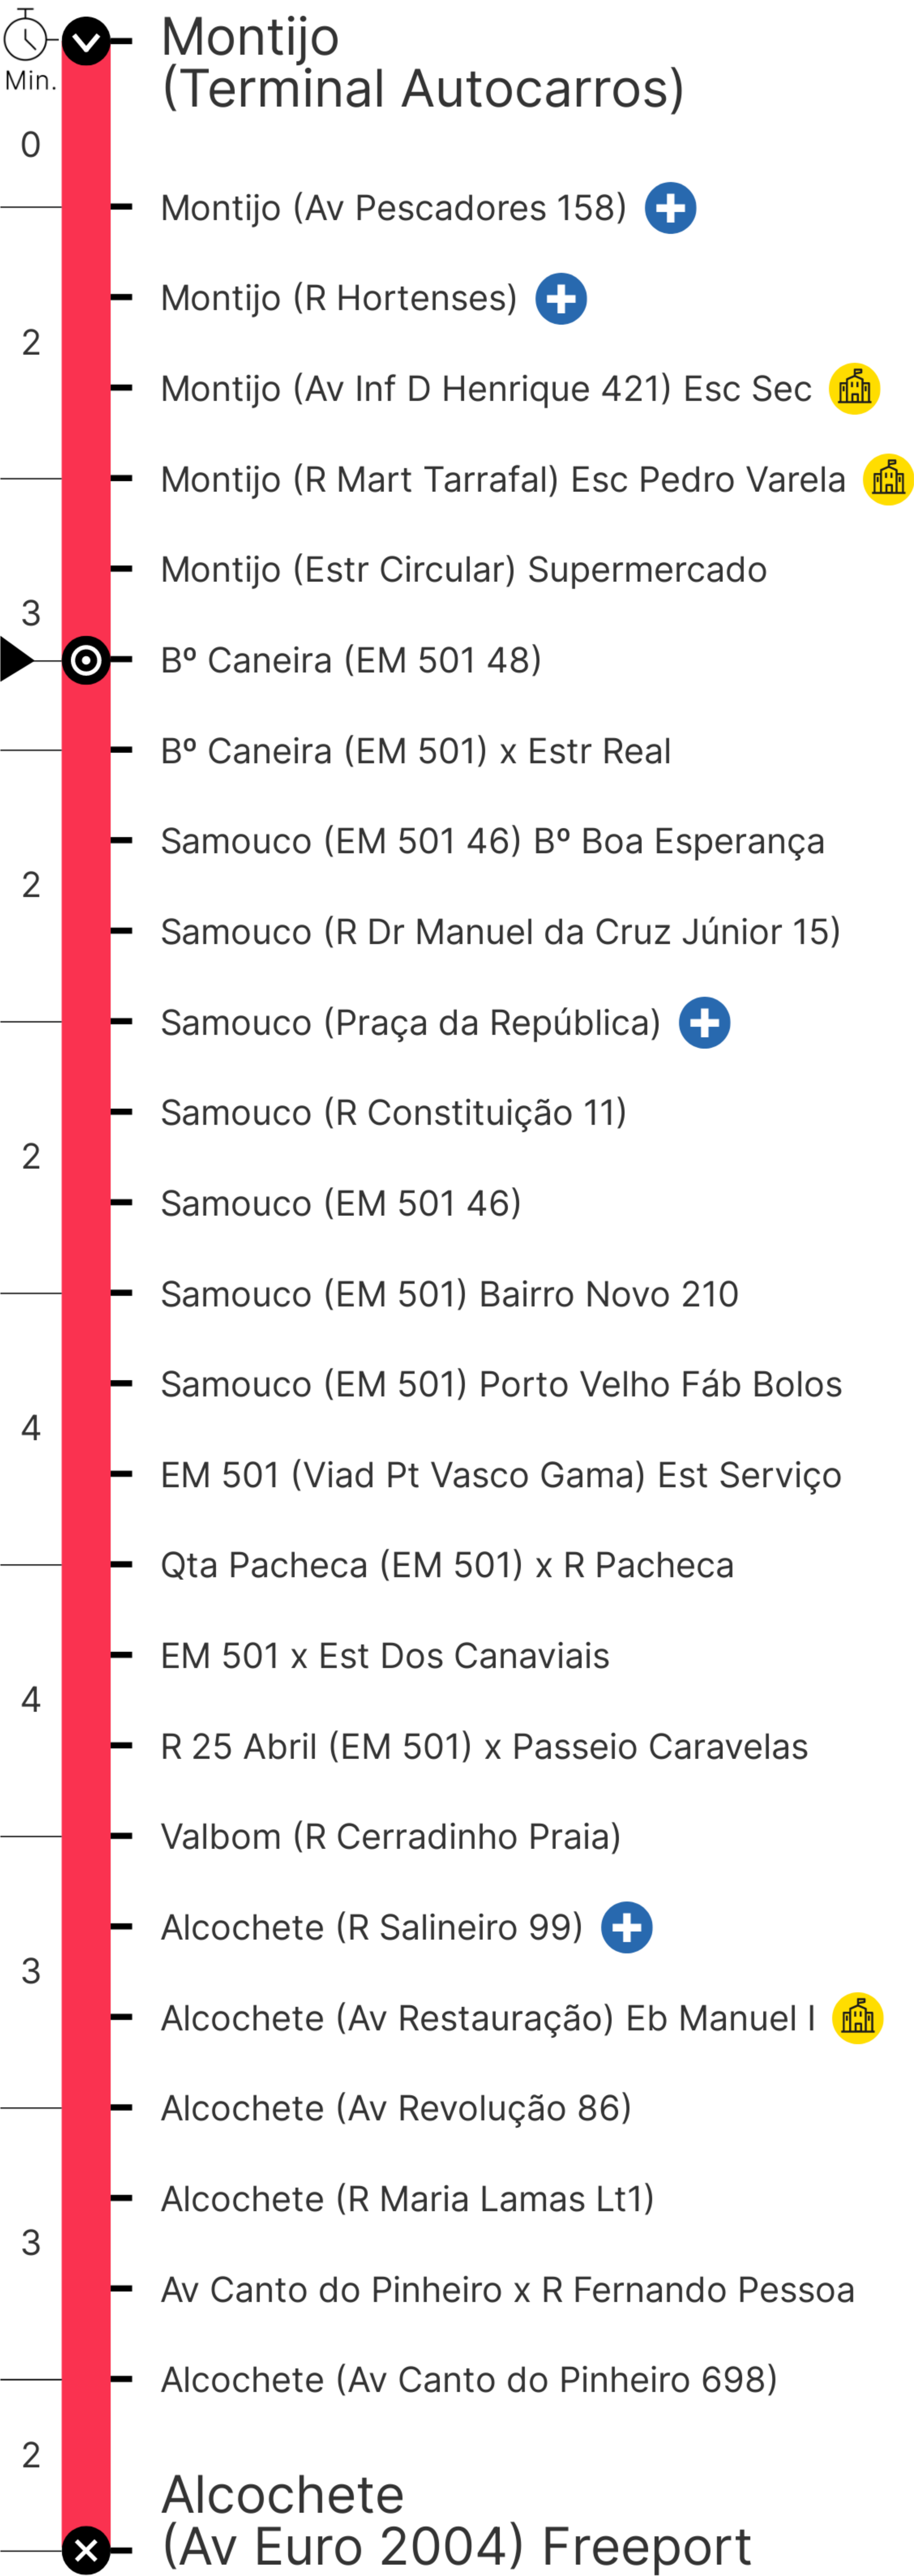 Montijo
(Terminal Autocarros)
Min.
0
Montijo (Av Pescadores 158)
Montijo (R Hortenses)
2
Montijo (Av Inf D Henrique 421) Esc Sec
Montijo (R Mart Tarrafal) Esc Pedro Varela
Montijo (Estr Circular) Supermercado
3
Bº Caneira (EM 501 48)
Bº Caneira (EM 501) x Estr Real
Samouco (EM 501 46) Bº Boa Esperança
2
Samouco (R Dr Manuel da Cruz Júnior 15)
Samouco (Praça da República)
Samouco (R Constituição 11)
2
Samouco (EM 501 46)
Samouco (EM 501) Bairro Novo 210
Samouco (EM 501) Porto Velho Fáb Bolos
4
EM 501 (Viad Pt Vasco Gama) Est Serviço
Qta Pacheca (EM 501) x R Pacheca
EM 501 x Est Dos Canaviais
4
R 25 Abril (EM 501) x Passeio Caravelas
Valbom (R Cerradinho Praia)
Alcochete (R Salineiro 99)
3
Alcochete (Av Restauração) Eb Manuel I
Alcochete (Av Revolução 86)
Alcochete (R Maria Lamas Lt1)
3
Av Canto do Pinheiro x R Fernando Pessoa
Alcochete (Av Canto do Pinheiro 698)
2
Alcochete
(Av Euro 2004) Freeport